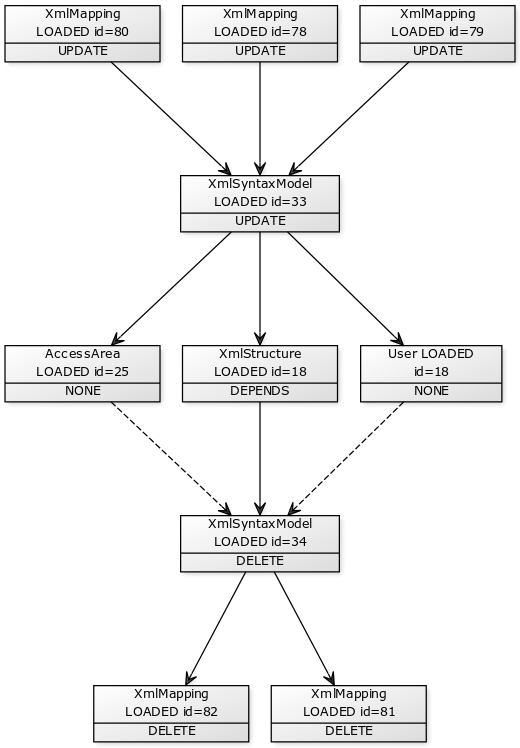 XmlMapping
LOADED id=80
UPDATE
XmlMapping
LOADED id=78
UPDATE
XmlMapping
LOADED id=79
UPDATE
XmlSyntaxModel
LOADED id=33
UPDATE
AccessArea
LOADED id=25
NONE
XmlStructure
LOADED id=18
DEPENDS
User LOADED
id=18
NONE
XmlSyntaxModel
LOADED id=34
DELETE
XmlMapping
LOADED id=82
DELETE
XmlMapping
LOADED id=81
DELETE